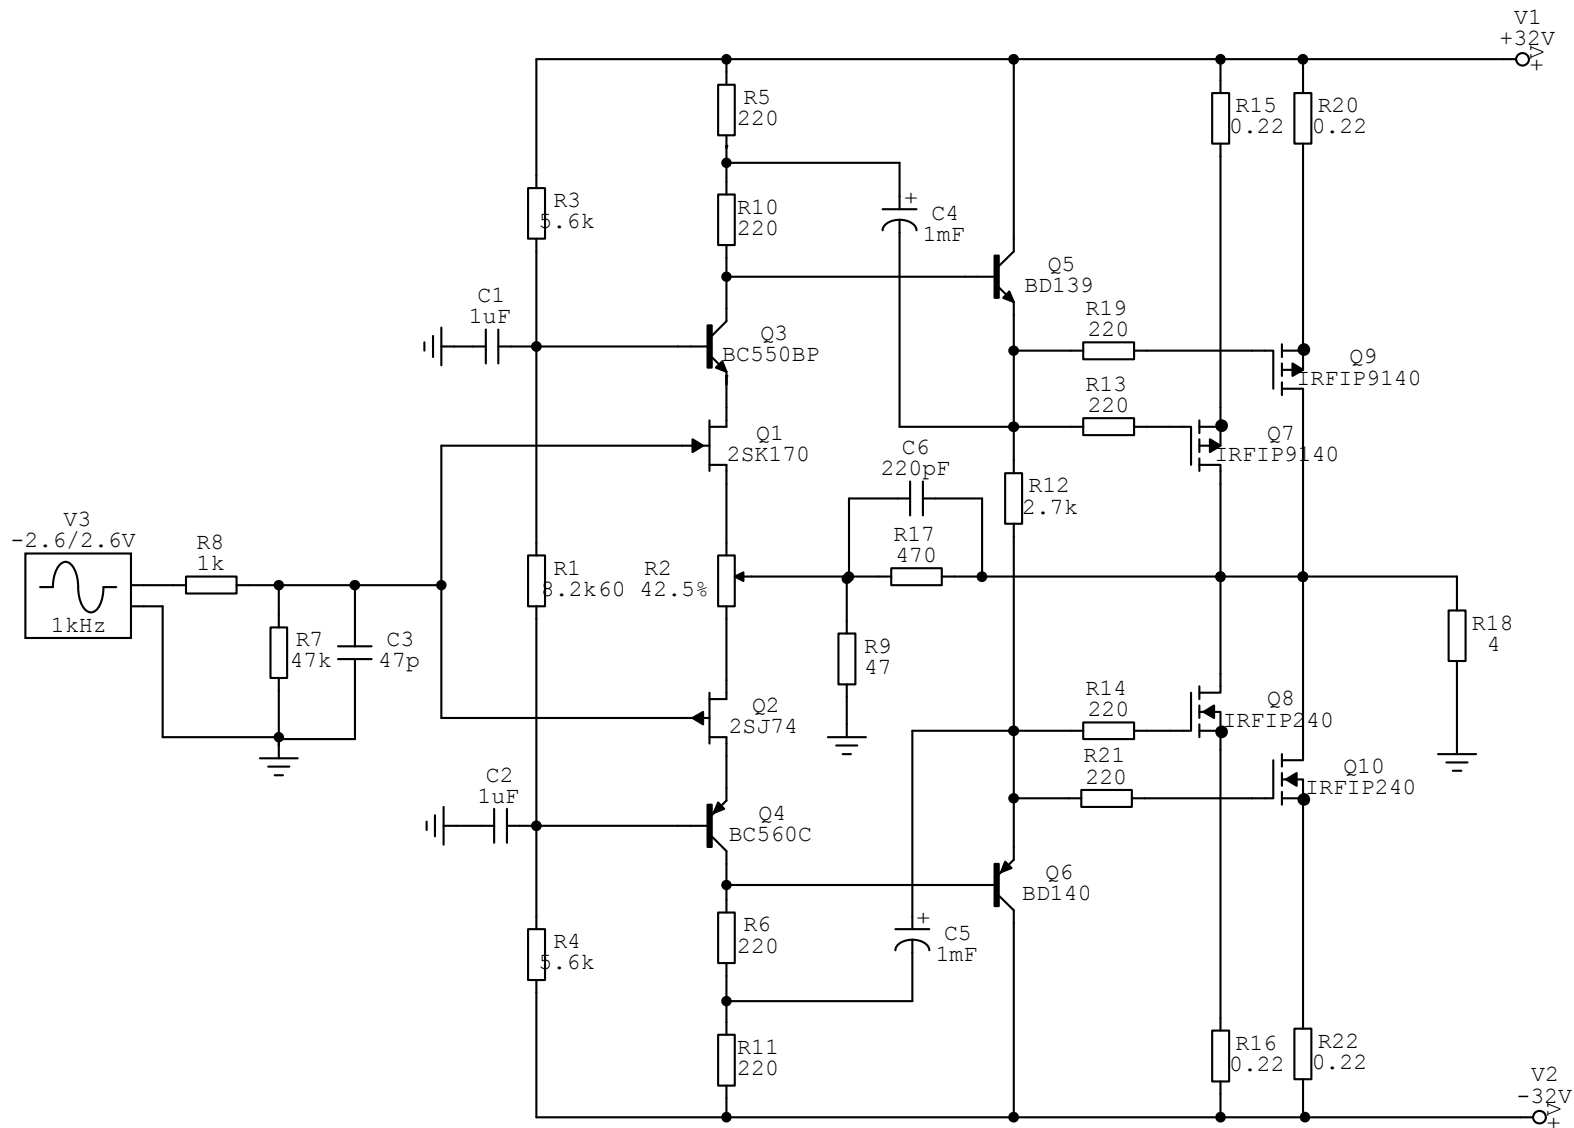 V1
+32V
+V
R5
220
R15
0.22
R20
0.22
R3
5.6k
R10
220
+
C4
1mF
Q5
BD139
C1
1uF
R19
220
Q3
BC550BP
Q9
IRFIP9140
R13
220
Q1
2SK170
Q7
IRFIP9140
C6
220pF
R12
2.7k
V3
-2.6/2.6V
1kHz
R8
1k
R17
470
R1
8.2k
R2
60 42.5%
R7
47k
C3
47p
R9
47
R18
4
R14
220
Q8
IRFIP240
Q2
2SJ74
R21
220
Q10
IRFIP240
C2
1uF
Q4
BC560C
Q6
BD140
+
C5
1mF
R6
220
R4
5.6k
R11
220
R16
0.22
R22
0.22
V2
-32V
+V